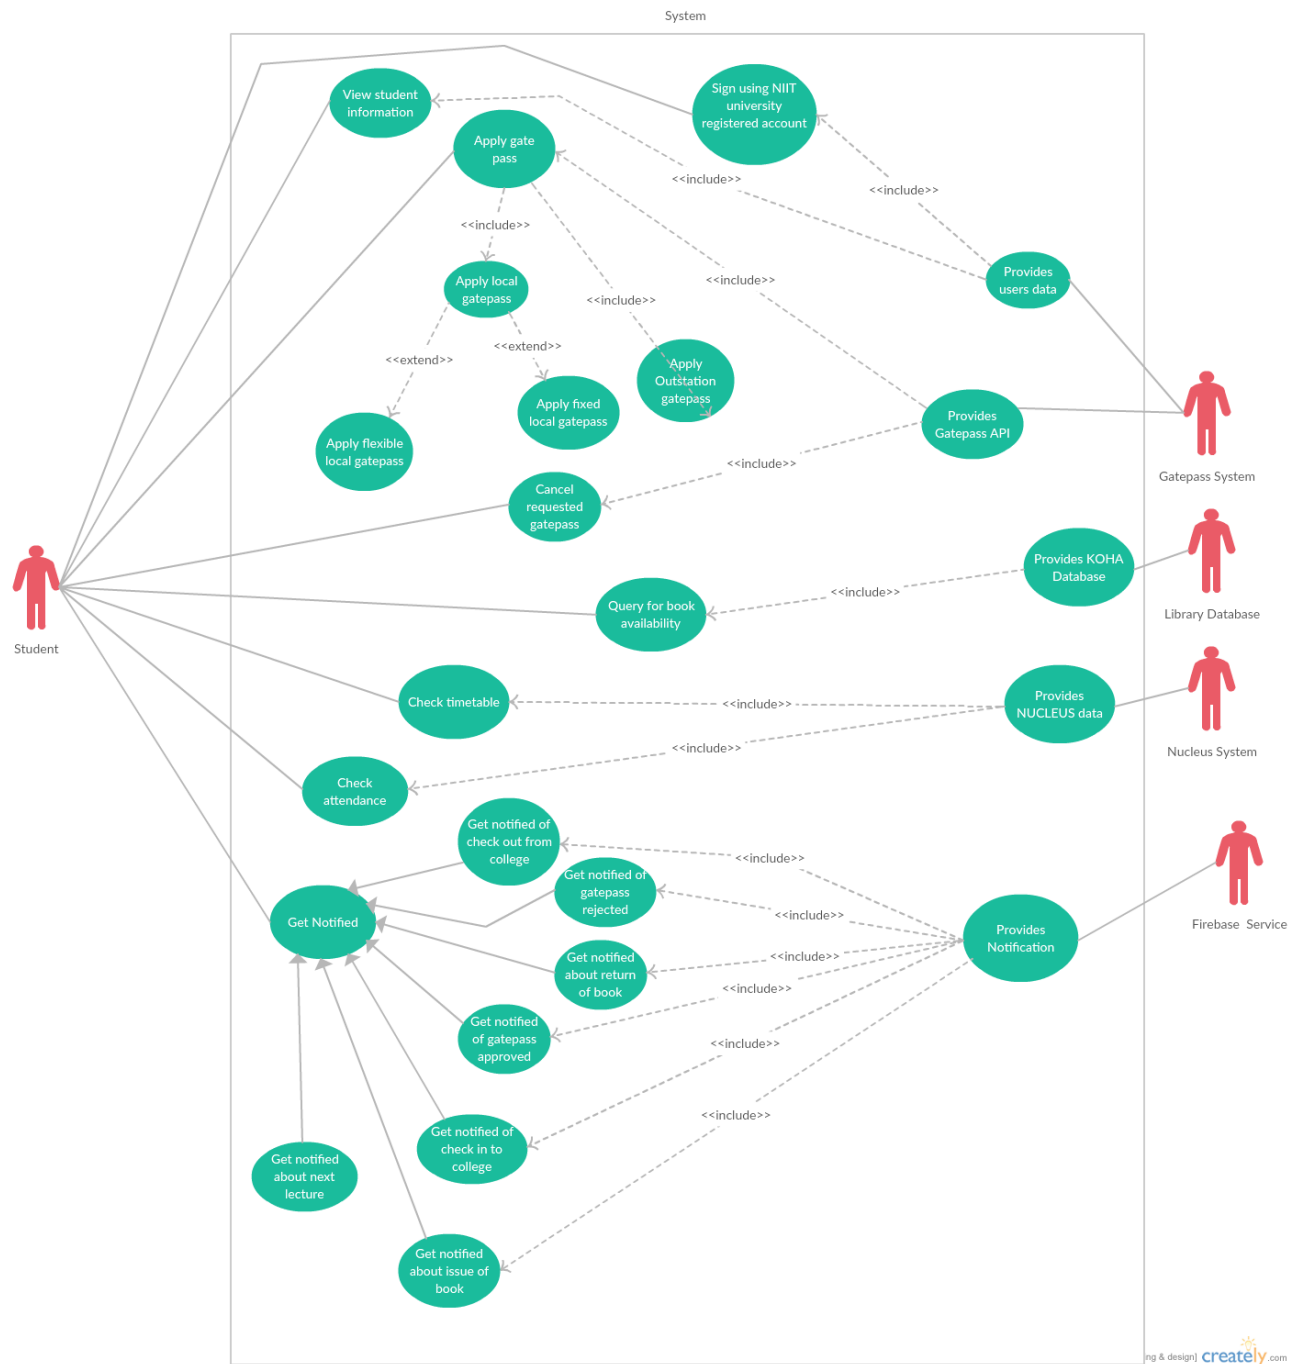 System
View student
information
Sign using NIIT
university
registered account
Apply gate
pass
<<include>>
<<include>>
<<include>>
Provides
users data
Apply local
gatepass
<<include>>
<<include>>
<<extend>>
<<extend>>
Apply
Outstation
gatepass
Apply fixed
local gatepass
Provides
Gatepass API
Apply flexible
local gatepass
<<include>>
Gatepass System
Cancel
requested
gatepass
Provides KOHA
Database
<<include>>
Query for book
availability
Library Database
Student
Check timetable
<<include>>
Provides
NUCLEUS data
<<include>>
Nucleus System
Check
attendance
Get notified of
check out from
college
<<include>>
Get notified of
gatepass
rejected
<<include>>
Get Notified
Provides
Notification
Firebase Service
Get notified
about return
of book
<<include>>
<<include>>
Get notified
of gatepass
approved
<<include>>
<<include>>
Get notified of
check in to
college
Get notified
about next
lecture
Get notified
about issue of
book
ng & design] creately.com